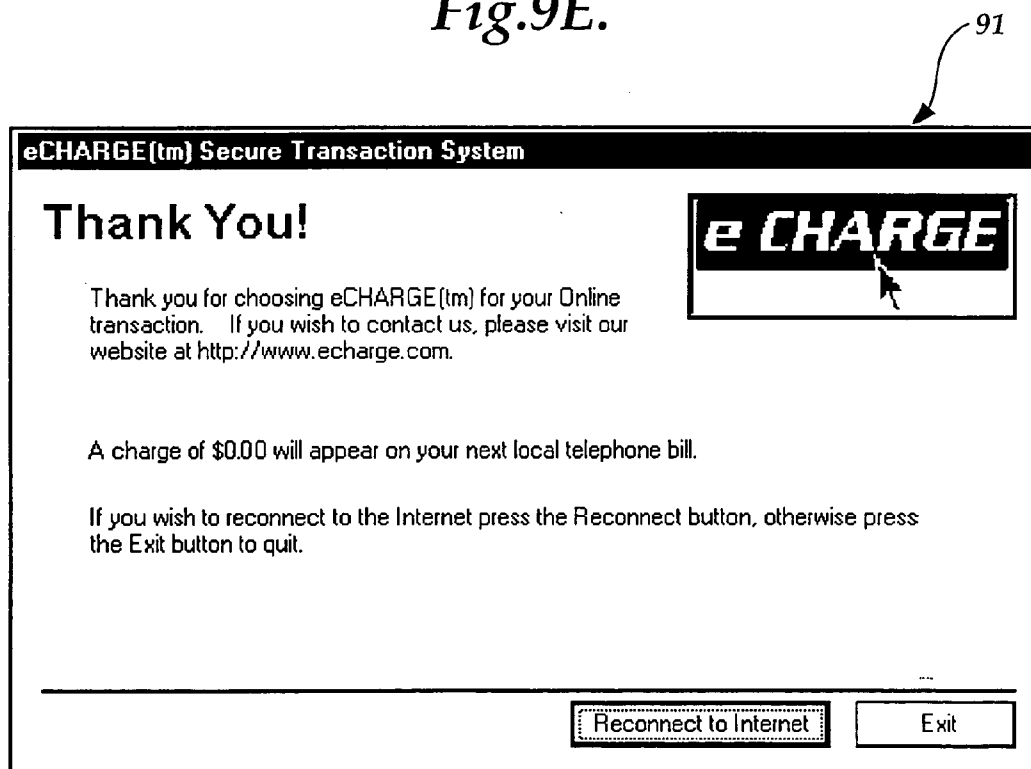 Fig.9E.
91
eCHARGE(tm) Secure Transaction System
Thank You!
e CHARGE
Thank you for choosing eCHARGE(tm) for your Online
transaction. If you wish to contact us, please visit our
website at http://www.echarge.com.
A charge of $0.00 will appear on your next local telephone bill.
If you wish to reconnect to the Internet press the Reconnect button, otherwise press
the Exit button to quit.
Reconnect to Internet
Exit